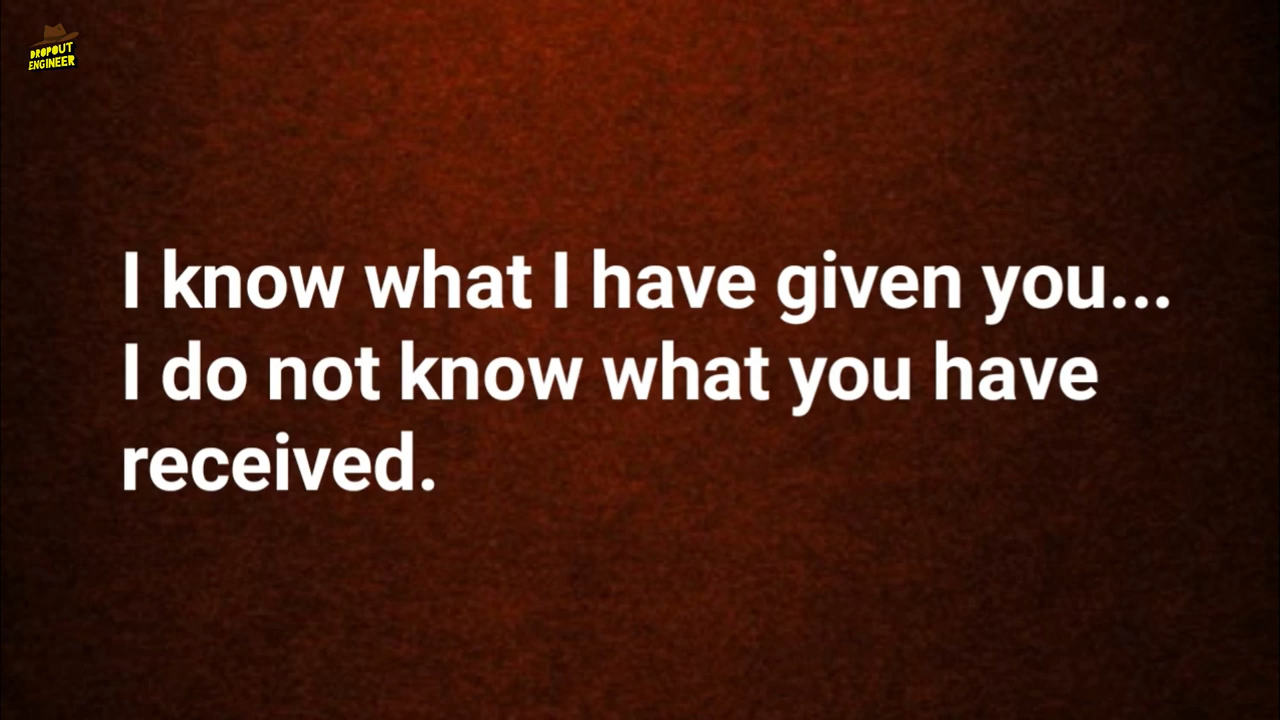 DROPOUT
ENGINEER
I know what I have given you...
I do not know what you have
received.